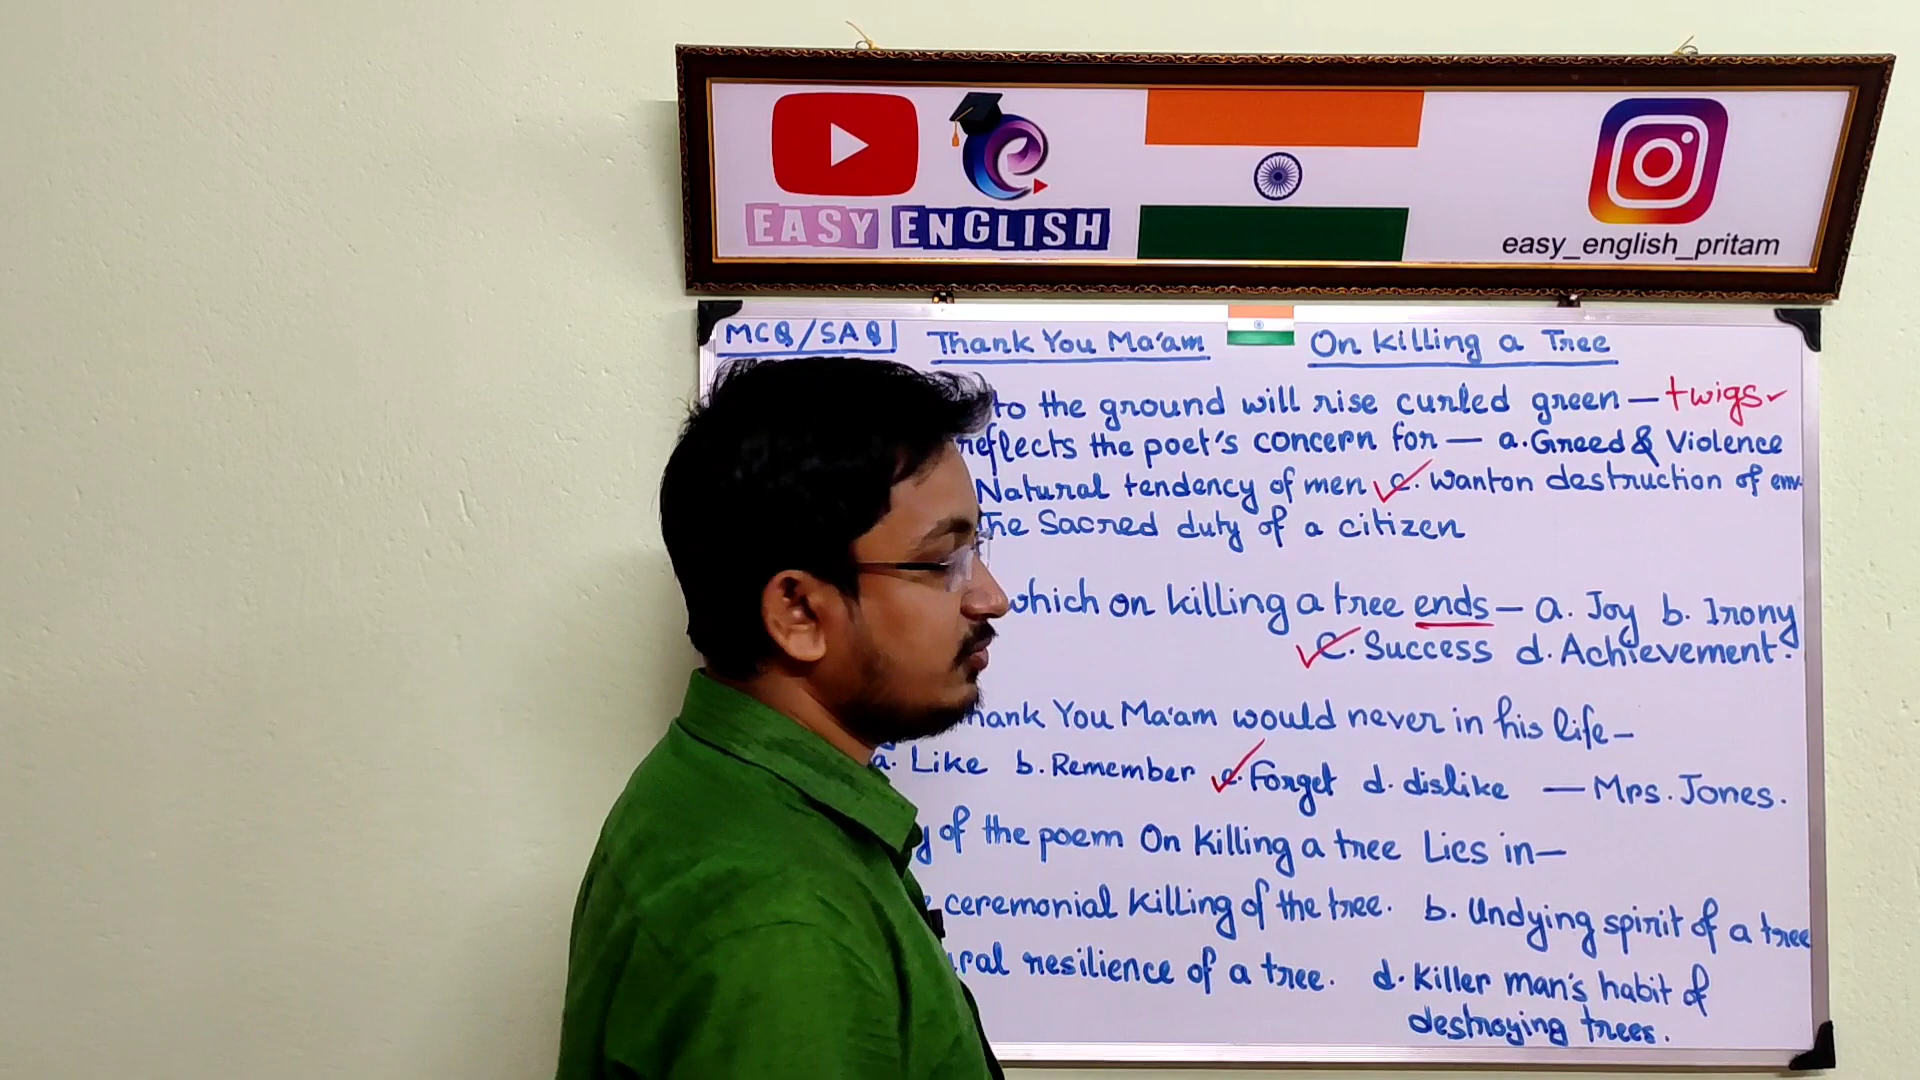 EASY ENGLISH
easy_english_pritam
MCQ/SAQ Thank You Ma'am On Killing a Tree
to the ground will rise curled green — twigs
reflects the poet's concern for — a. Greed & Violence
Natural tendency of men c. Wanton destruction of env.
The Sacred duty of a citizen
which on killing a tree ends — a. Joy b. Irony
c. Success d. Achievement.
Thank You Ma'am would never in his life —
a. Like b. Remember c. Forget d. dislike — Mrs. Jones.
of the poem On Killing a tree Lies in —
ceremonial Killing of the tree. b. Undying spirit of a tree
resilience of a tree. d. Killer man's habit of
destroying trees.